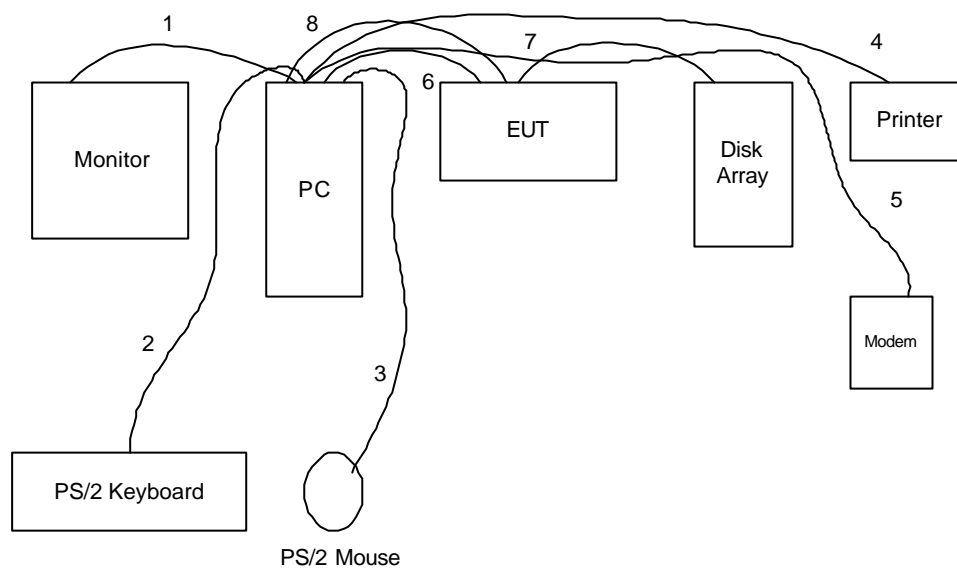 1
8
7
4
6
EUT
Printer
Monitor
Disk
Array
PC
5
2
Modem
3
PS/2 Keyboard
PS/2 Mouse